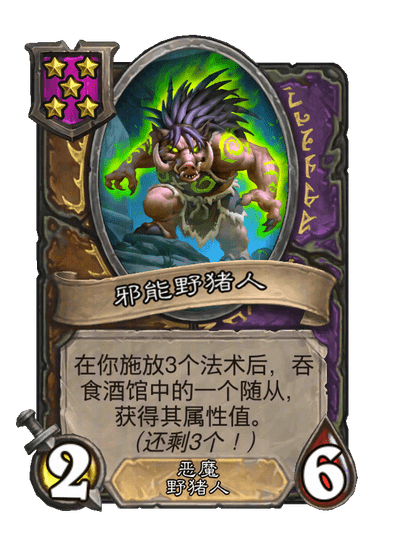 邪能野猪人
在你施放3个法术后，吞
食酒馆中的一个随从，
获得其属性值。
（还剩3个！）
2
恶魔
野猪人
6